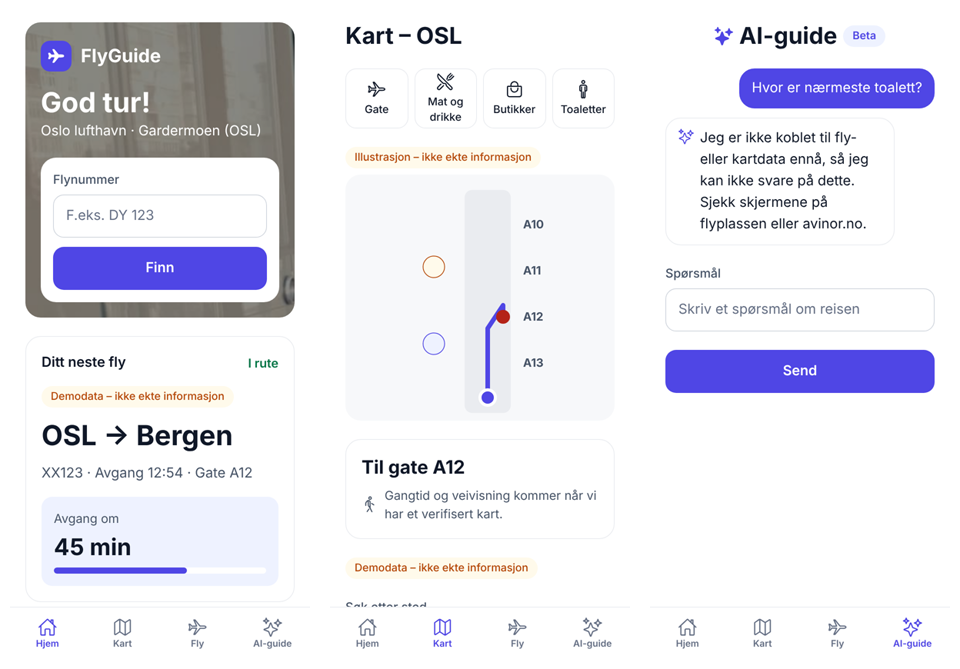 FlyGuide
God tur!
Oslo lufthavn · Gardermoen (OSL)
Flynummer
F.eks. DY 123
Finn
Ditt neste fly
I rute
Demodata – ikke ekte informasjon
OSL → Bergen
XX123 · Avgang 12:54 · Gate A12
Avgang om
45 min
Hjem
Kart
Fly
AI-guide
Kart – OSL
Gate
Mat og
drikke
Butikker
Toaletter
Illustrasjon – ikke ekte informasjon
A10
A11
A12
A13
Til gate A12
Gangtid og veivisning kommer når vi
har et verifisert kart.
Demodata – ikke ekte informasjon
Søk etter sted
Hjem
Kart
Fly
AI-guide
AI-guide
Beta
Hvor er nærmeste toalett?
Jeg er ikke koblet til fly-
eller kartdata ennå, så jeg
kan ikke svare på dette.
Sjekk skjermene på
flyplassen eller avinor.no.
Spørsmål
Skriv et spørsmål om reisen
Send
Hjem
Kart
Fly
AI-guide